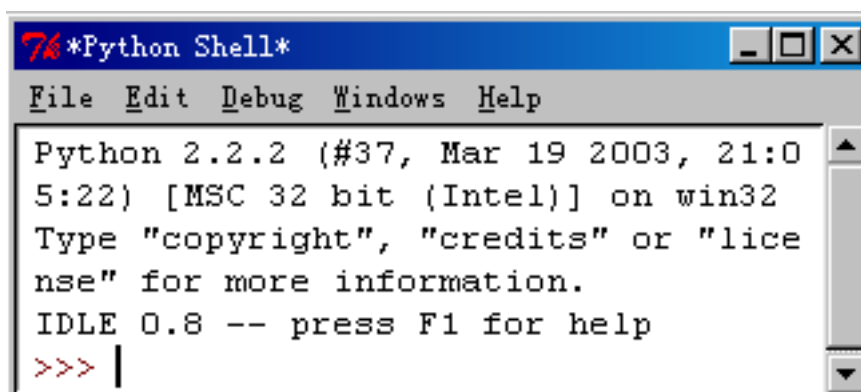 *Python Shell*
File Edit Debug Windows Help
Python 2.2.2 (#37, Mar 19 2003, 21:0
5:22) [MSC 32 bit (Intel)] on win32
Type "copyright", "credits" or "lice
nse" for more information.
IDLE 0.8 -- press F1 for help
>>>